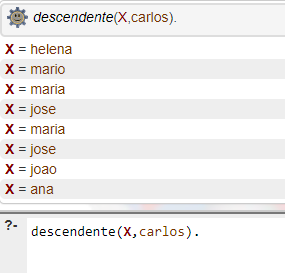 descendente(X,carlos).
X = helena
X = mario
X = maria
X = jose
X = maria
X = jose
X = joao
X = ana
?- descendente(X,carlos).